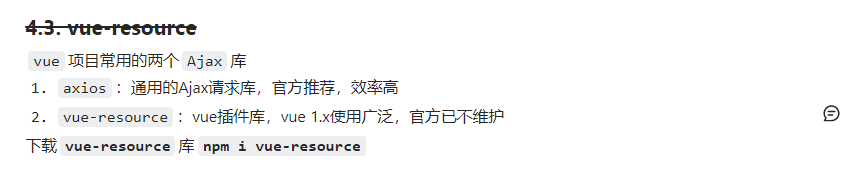 4.3. vue-resource
vue 项目常用的两个 Ajax 库
1. axios ：通用的Ajax请求库，官方推荐，效率高
2. vue-resource ：vue插件库，vue 1.x使用广泛，官方已不维护
下载 vue-resource 库 npm i vue-resource